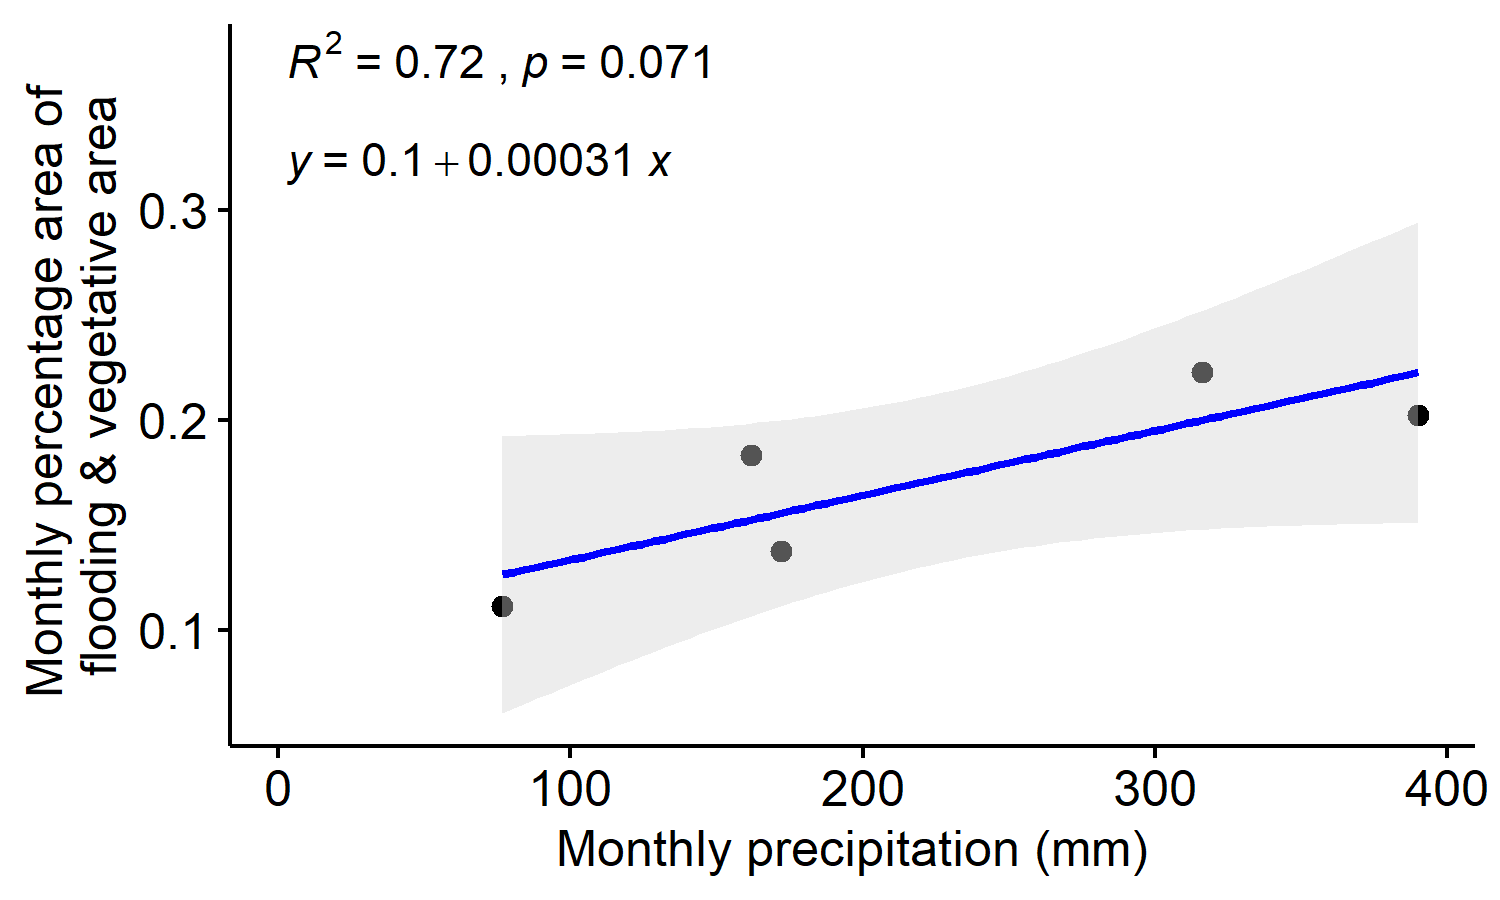 R² = 0.72 , p = 0.071
y = 0.1 + 0.00031 x
Monthly percentage area of
flooding & vegetative area
0.3
0.2
0.1
0 100 200 300 400
Monthly precipitation (mm)